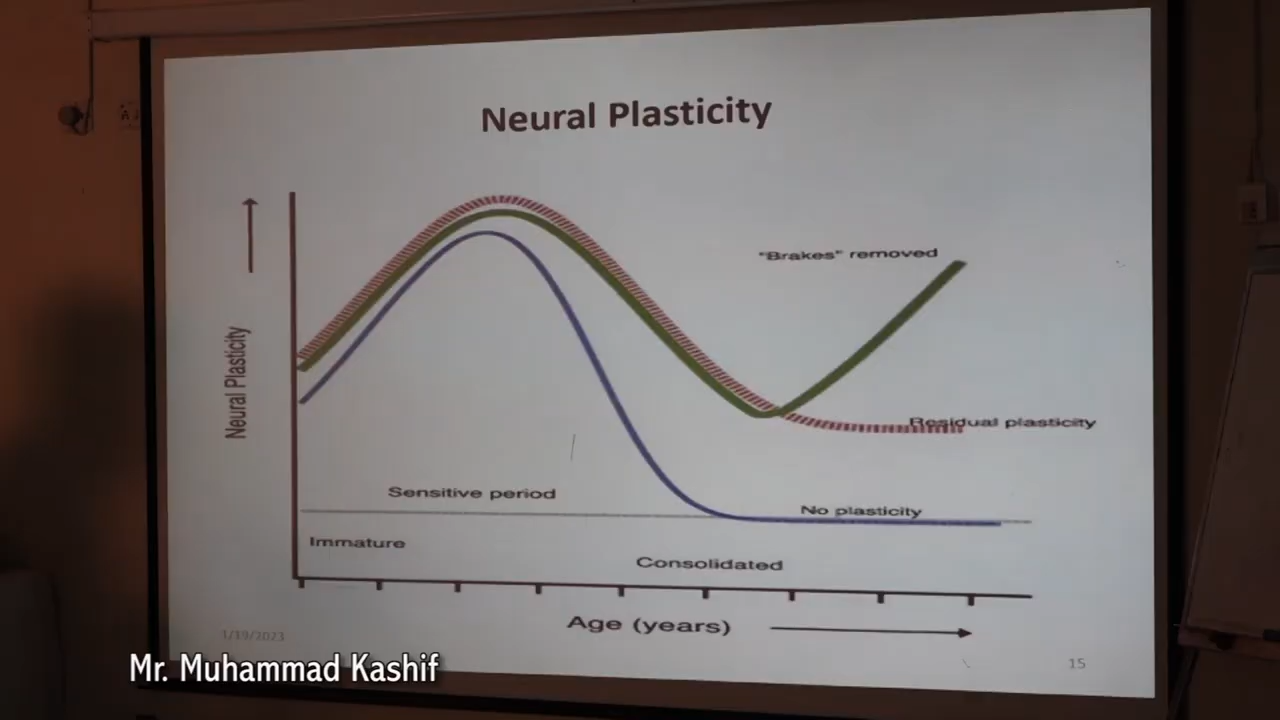 Neural Plasticity
"Brakes" removed
Neural Plasticity
Residual plasticity
Sensitive period
No plasticity
Immature
Consolidated
Age (years)
1/19/2023
15
Mr. Muhammad Kashif